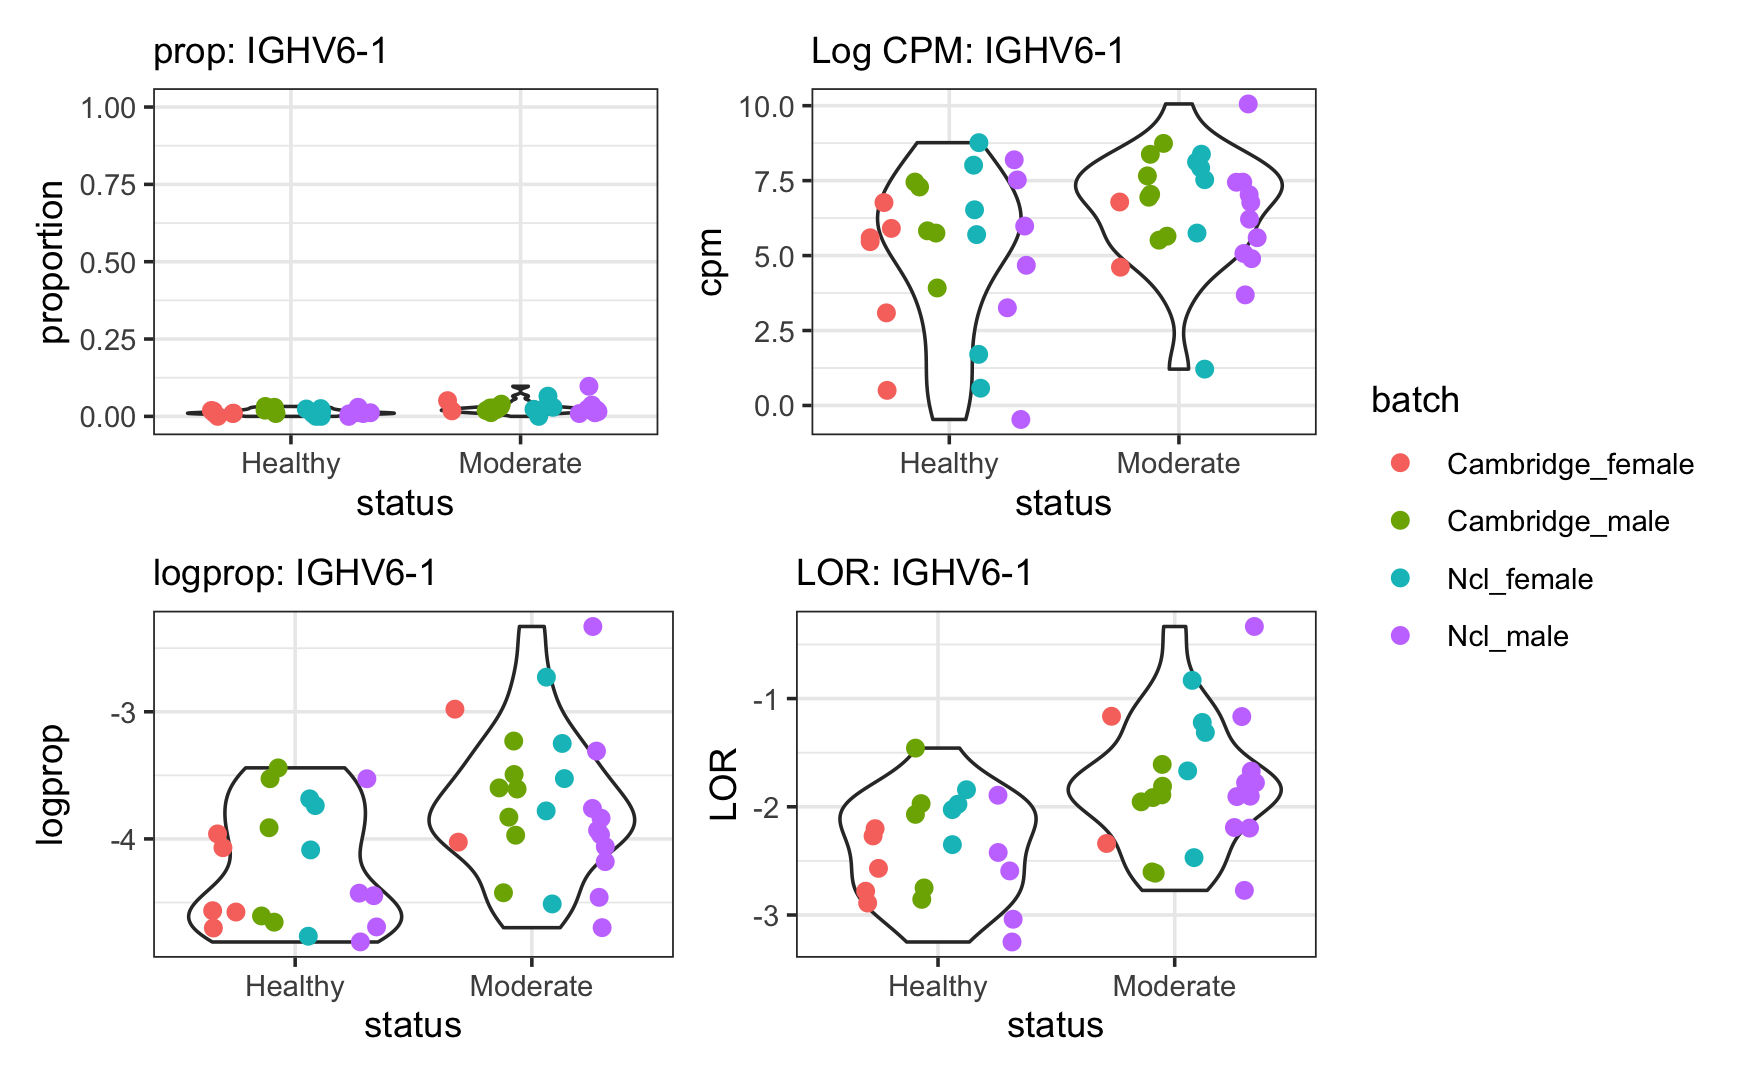 prop: IGHV6-1
1.00
0.75
0.50
0.25
0.00
proportion
Healthy
Moderate
status
Log CPM: IGHV6-1
10.0
7.5
5.0
2.5
0.0
cpm
Healthy
Moderate
status
logprop: IGHV6-1
-3
-4
logprop
Healthy
Moderate
status
LOR: IGHV6-1
-1
-2
-3
LOR
Healthy
Moderate
status
batch
Cambridge_female
Cambridge_male
Ncl_female
Ncl_male